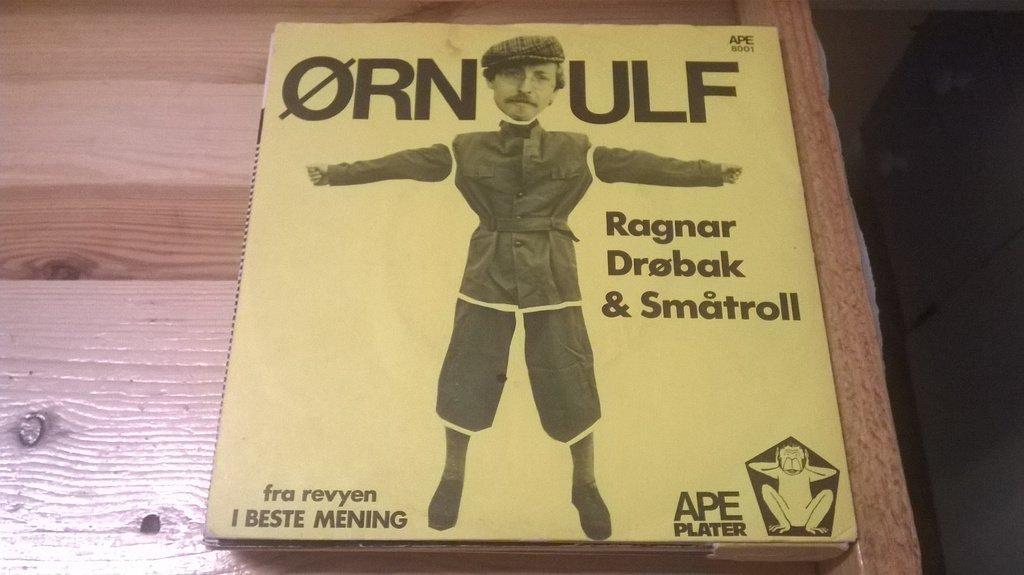 APE
8001
ØRN ULF
Ragnar
Drøbak
& Småtroll
fra revyen
I BESTE MENING
APE
PLATER